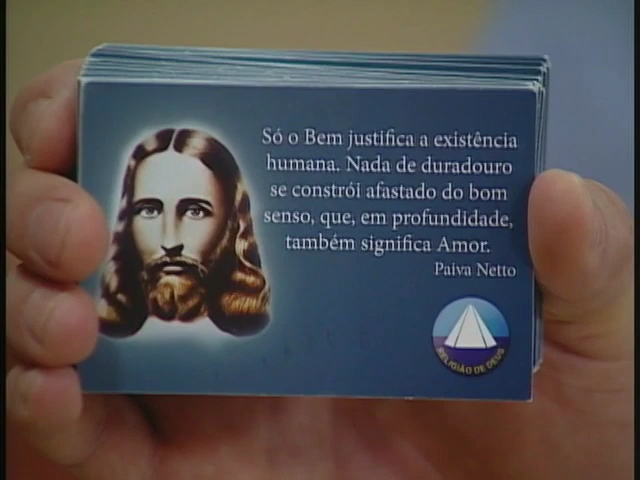 Só o Bem justifica a existência
humana. Nada de duradouro
se constrói afastado do bom
senso, que, em profundidade,
também significa Amor.
Paiva Netto
RELIGIÃO DE DEUS